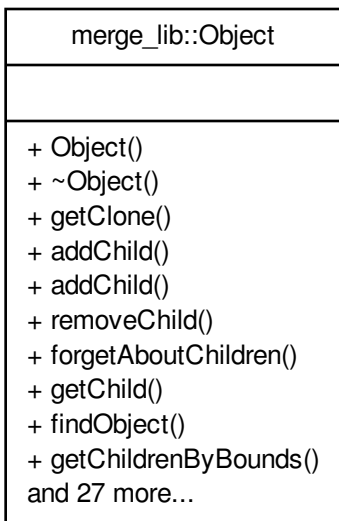 merge_lib::Object
+ Object()
+ ~Object()
+ getClone()
+ addChild()
+ addChild()
+ removeChild()
+ forgetAboutChildren()
+ getChild()
+ findObject()
+ getChildrenByBounds()
and 27 more...